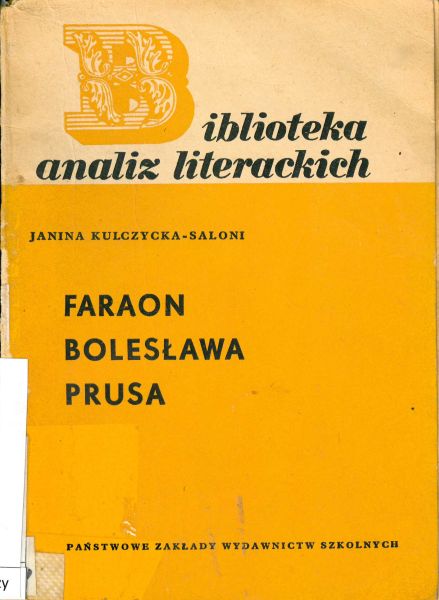 Biblioteka
analiz literackich
JANINA KULCZYCKA-SALONI
FARAON
BOLESŁAWA
PRUSA
PAŃSTWOWE ZAKŁADY WYDAWNICTW SZKOLNYCH